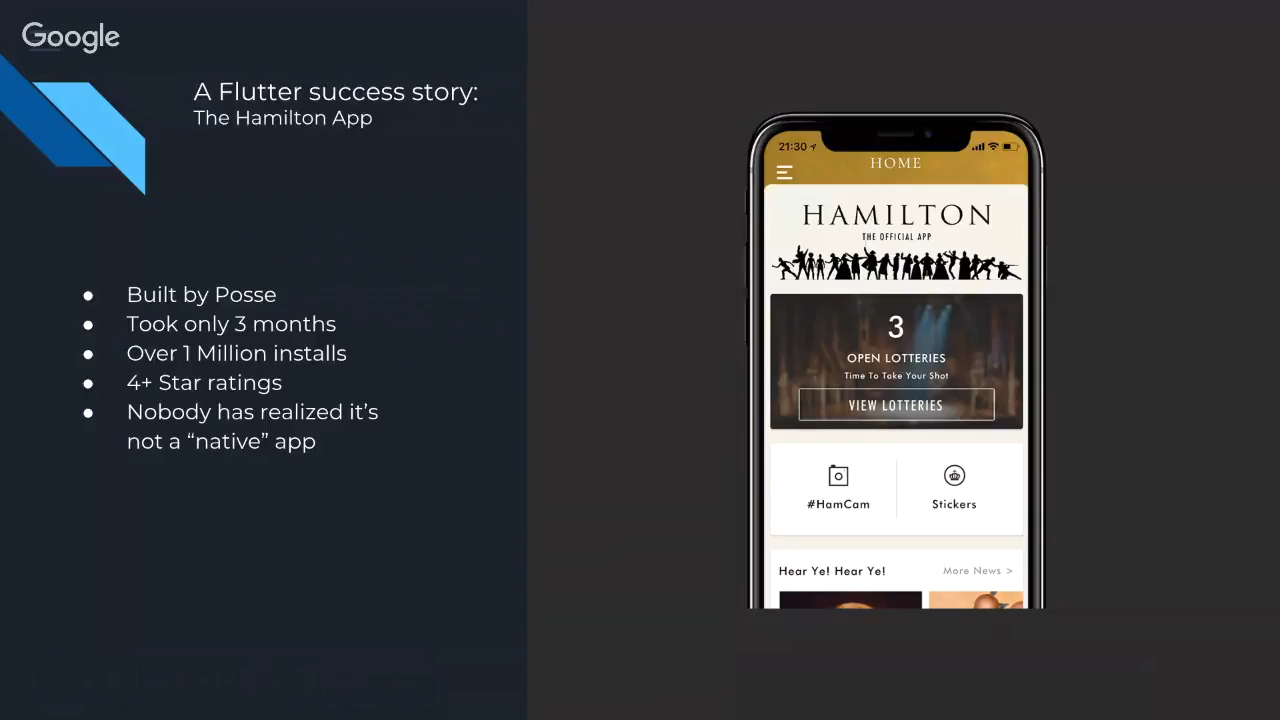 Google
A Flutter success story:
The Hamilton App
● Built by Posse
● Took only 3 months
● Over 1 Million installs
● 4+ Star ratings
● Nobody has realized it’s
not a “native” app
21:30
HOME
HAMILTON
THE OFFICIAL APP
3
OPEN LOTTERIES
Time To Take Your Shot
VIEW LOTTERIES
#HamCam
Stickers
Hear Ye! Hear Ye!
More News >